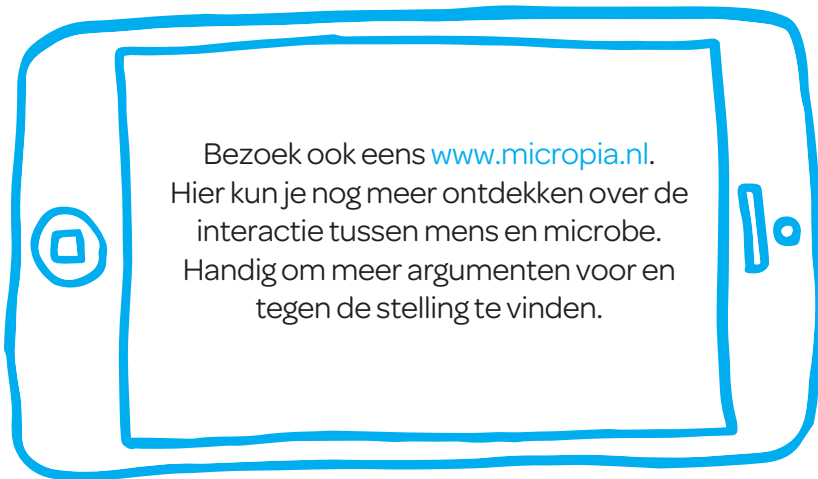 Bezoek ook eens www.micropia.nl.
Hier kun je nog meer ontdekken over de
interactie tussen mens en microbe.
Handig om meer argumenten voor en
tegen de stelling te vinden.